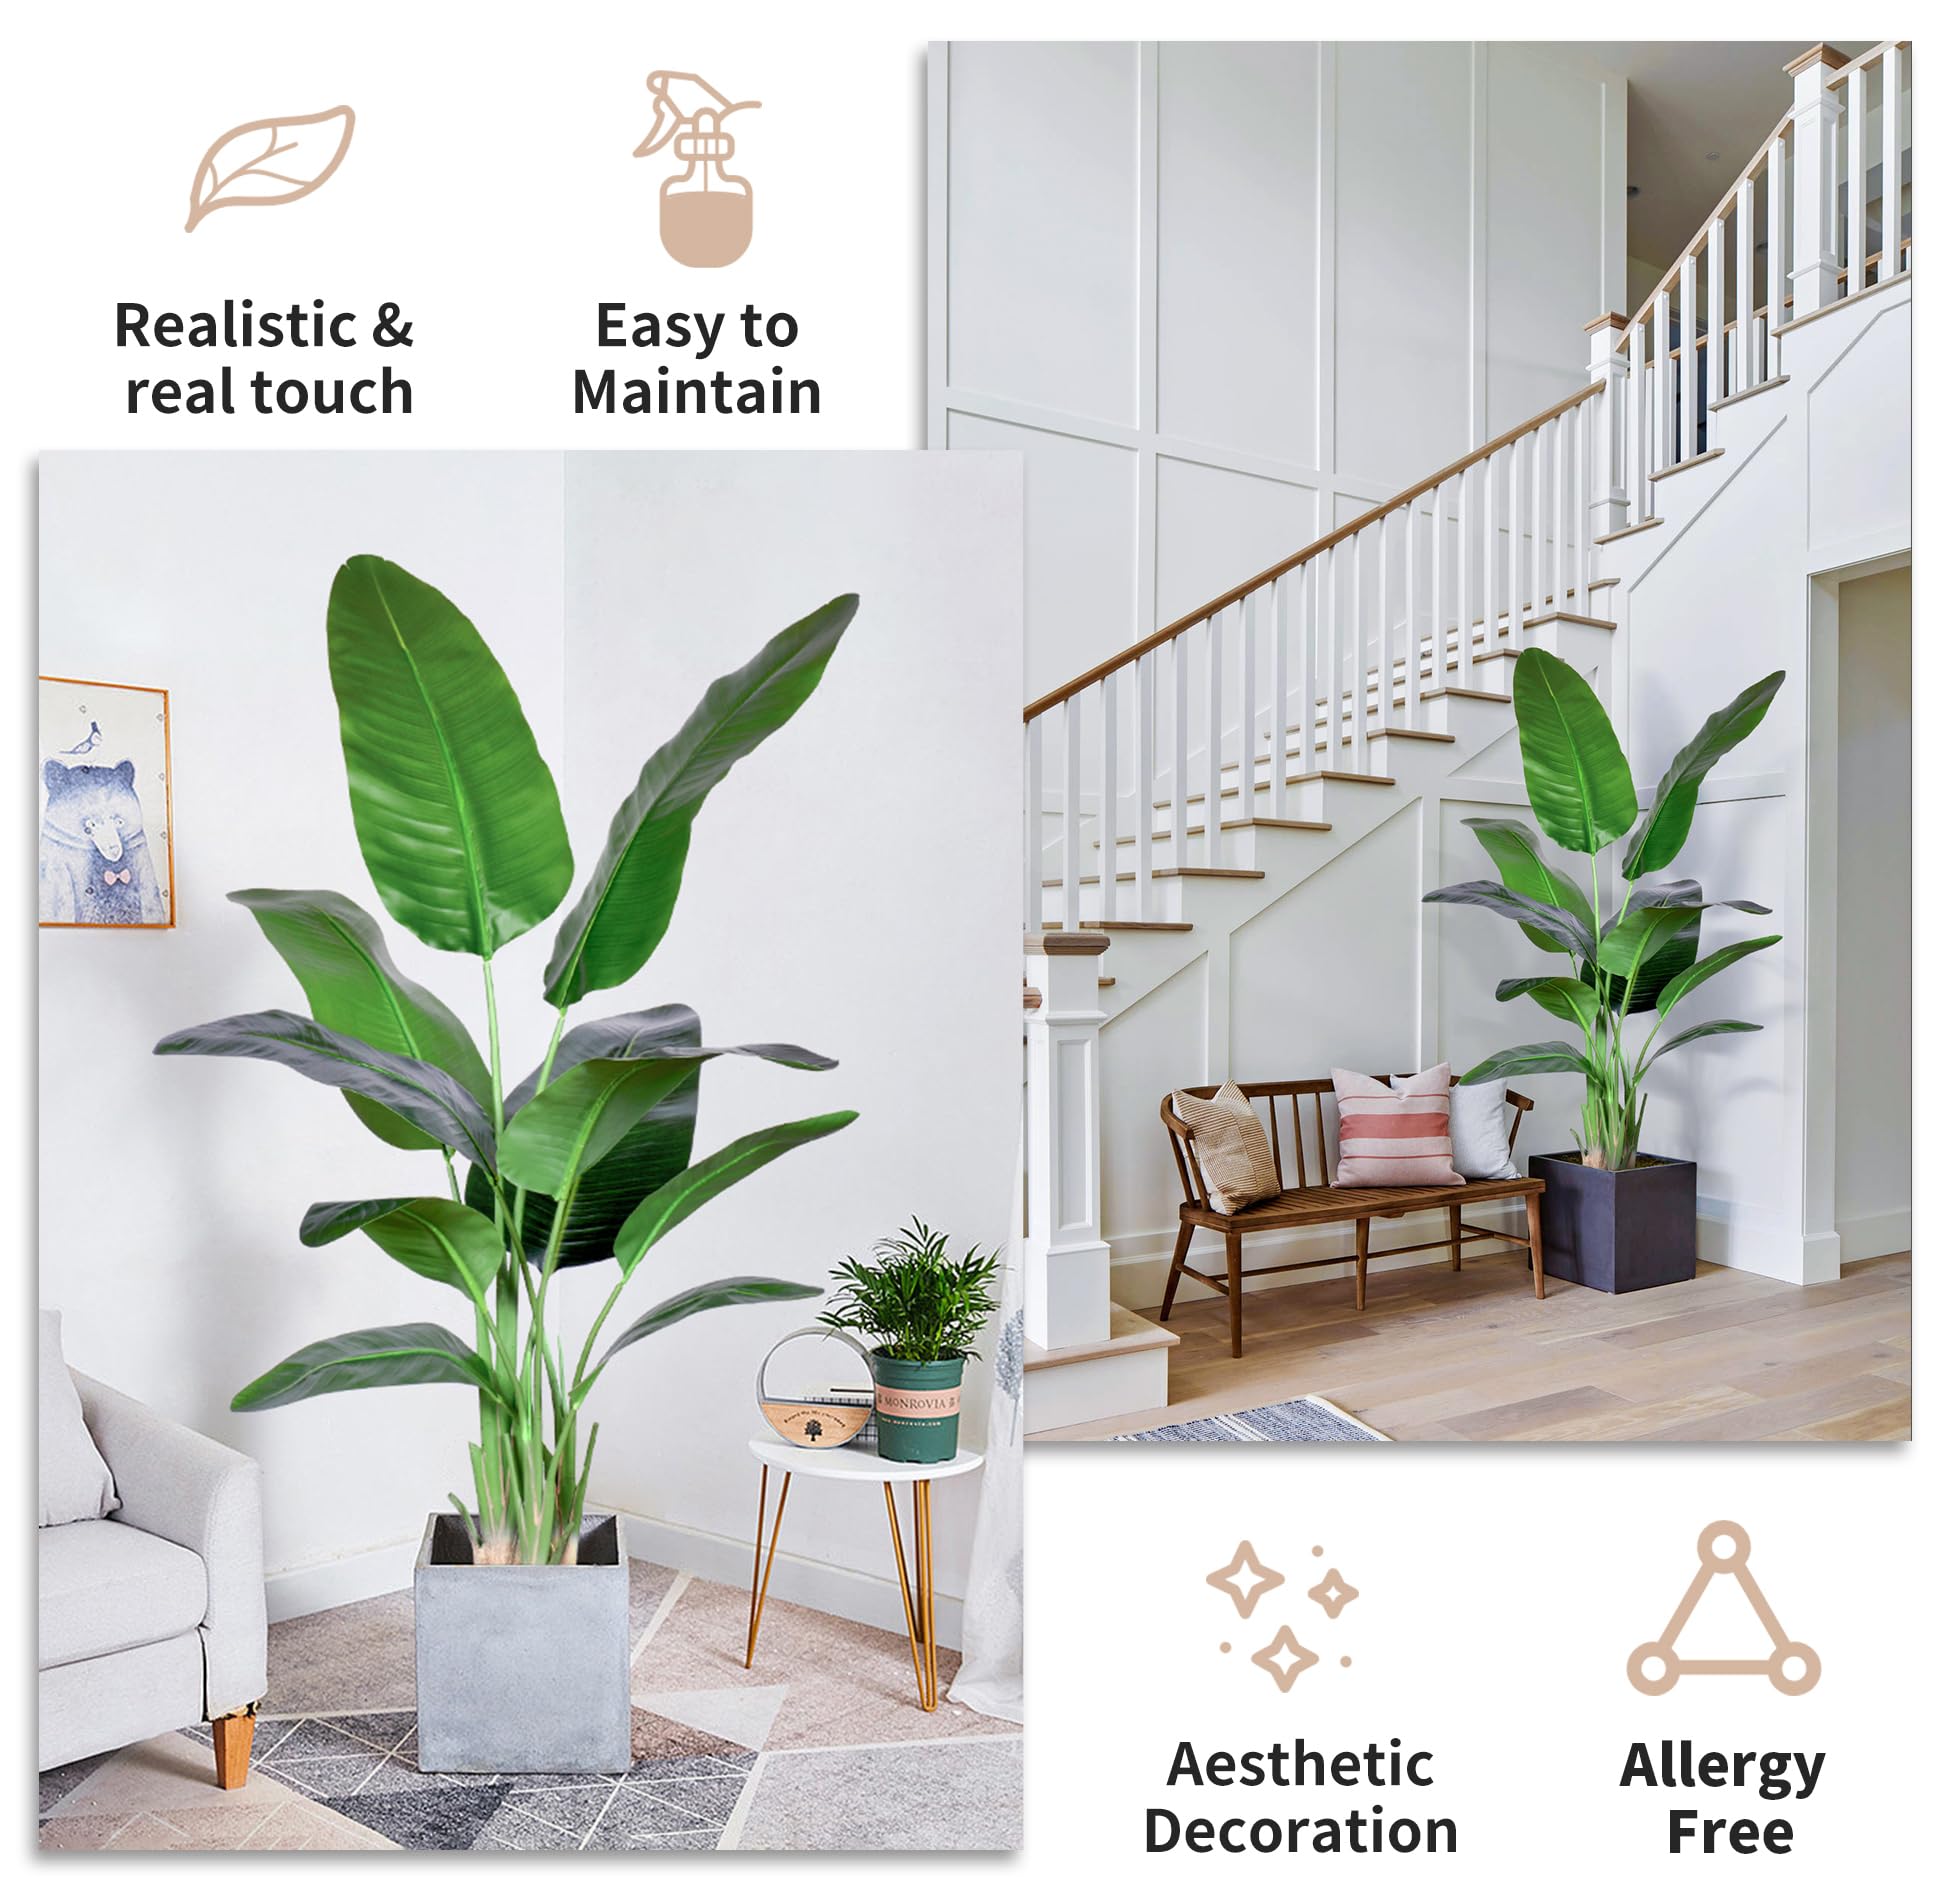 Realistic &
real touch
Easy to
Maintain
MONROVIA
Aesthetic
Decoration
Allergy
Free